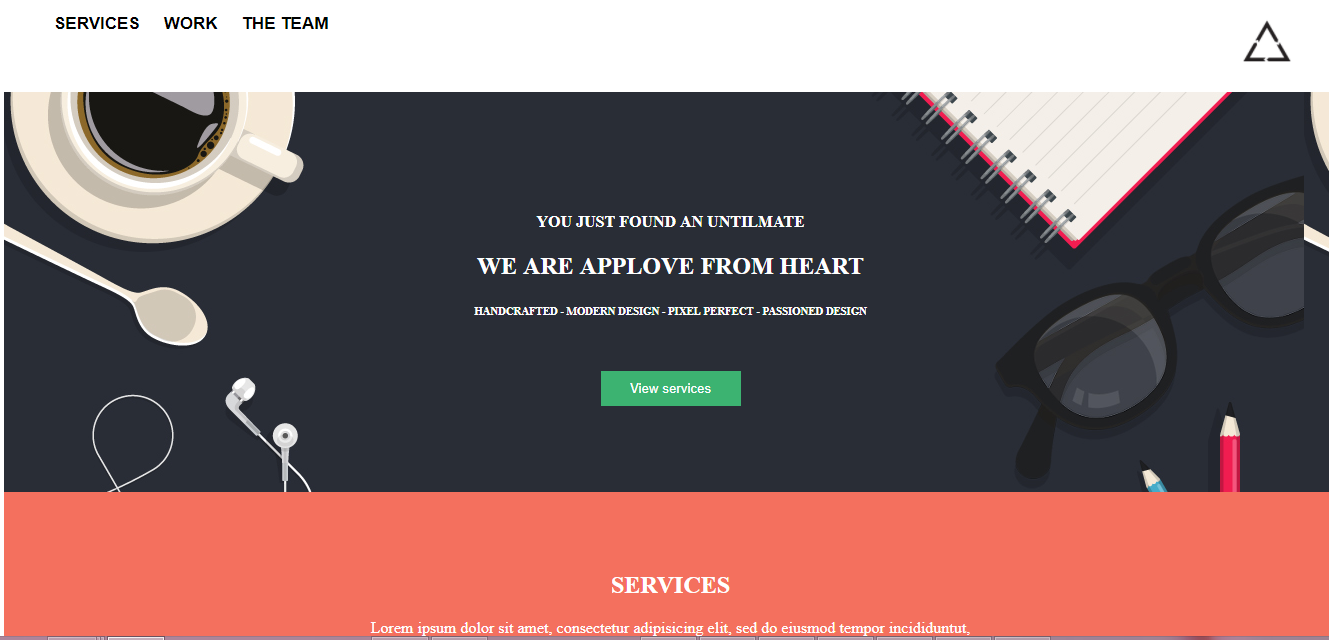 SERVICES WORK THE TEAM
YOU JUST FOUND AN UNTILMATE
WE ARE APPLOVE FROM HEART
HANDCRAFTED - MODERN DESIGN - PIXEL PERFECT - PASSIONED DESIGN
View services
SERVICES
Lorem ipsum dolor sit amet, consectetur adipisicing elit, sed do eiusmod tempor incididuntut,